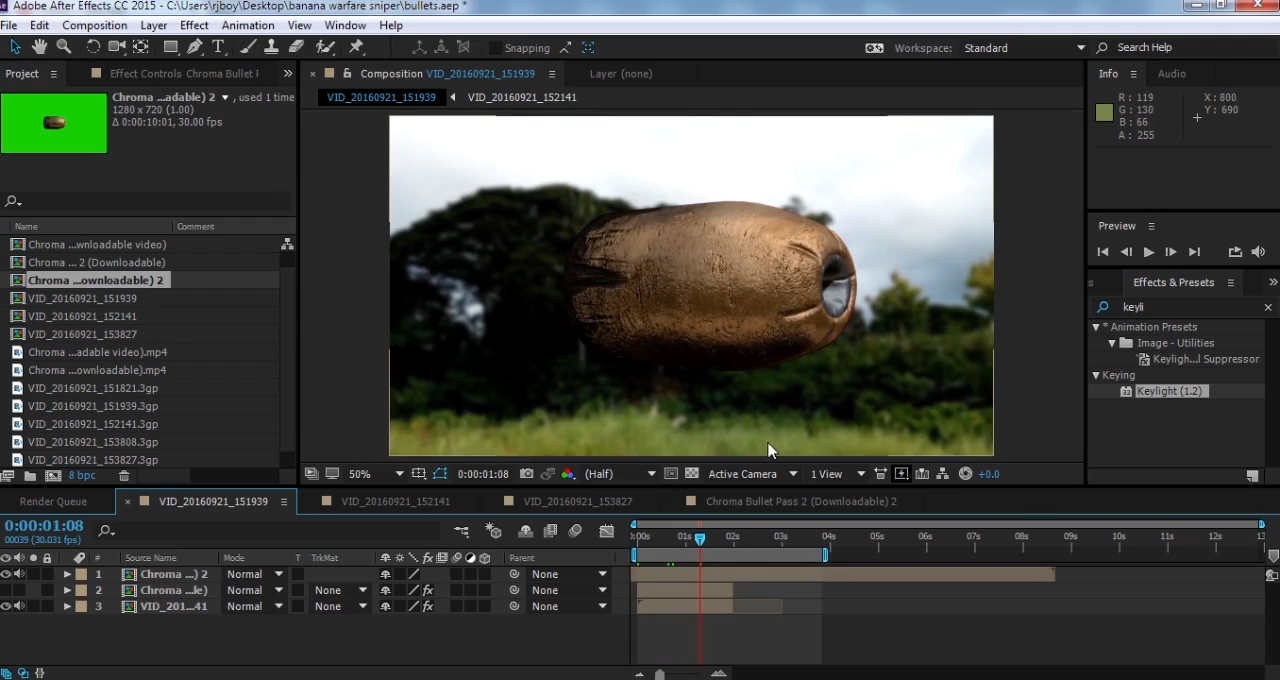 Adobe After Effects CC 2015 - C:\Users\rjboy\Desktop\banana warfare sniper\bullets.aep *
File Edit Composition Layer Effect Animation View Window Help
Snapping
Workspace: Standard
Search Help
Project
Effect Controls Chroma Bullet
Composition VID_20160921_151939
Layer (none)
Info
Audio
VID_20160921_151939
VID_20160921_152141
Chroma ...adable) 2 , used 1 time
1280 x 720 (1.00)
Δ 0:00:10:01, 30.00 fps
R : 119
G : 130
B : 66
A : 255
X : 800
Y : 690
Name
Comment
Chroma ...wnloadable video)
Chroma ... 2 (Downloadable)
Chroma ...ownloadable) 2
VID_20160921_151939
VID_20160921_152141
VID_20160921_153827
Chroma ...adable video).mp4
Chroma ...ownloadable).mp4
VID_20160921_151821.3gp
VID_20160921_151939.3gp
VID_20160921_152141.3gp
VID_20160921_153808.3gp
VID_20160921_153827.3gp
8 bpc
Preview
Effects & Presets
keyli
* Animation Presets
Image - Utilities
Keyligh...l Suppressor
Keying
Keylight (1.2)
50%
0:00:01:08
(Half)
Active Camera
1 View
+0.0
Render Queue
VID_20160921_151939
VID_20160921_152141
VID_20160921_153827
Chroma Bullet Pass 2 (Downloadable) 2
0:00:01:08
00039 (30.031 fps)
:00s 01s 02s 03s 04s 05s 06s 07s 08s 09s 10s 11s 12s 13
# Source Name Mode T TrkMat Parent
1 Chroma ...) 2 Normal None
2 Chroma ...le) Normal None None
3 VID_201...41 Normal None None